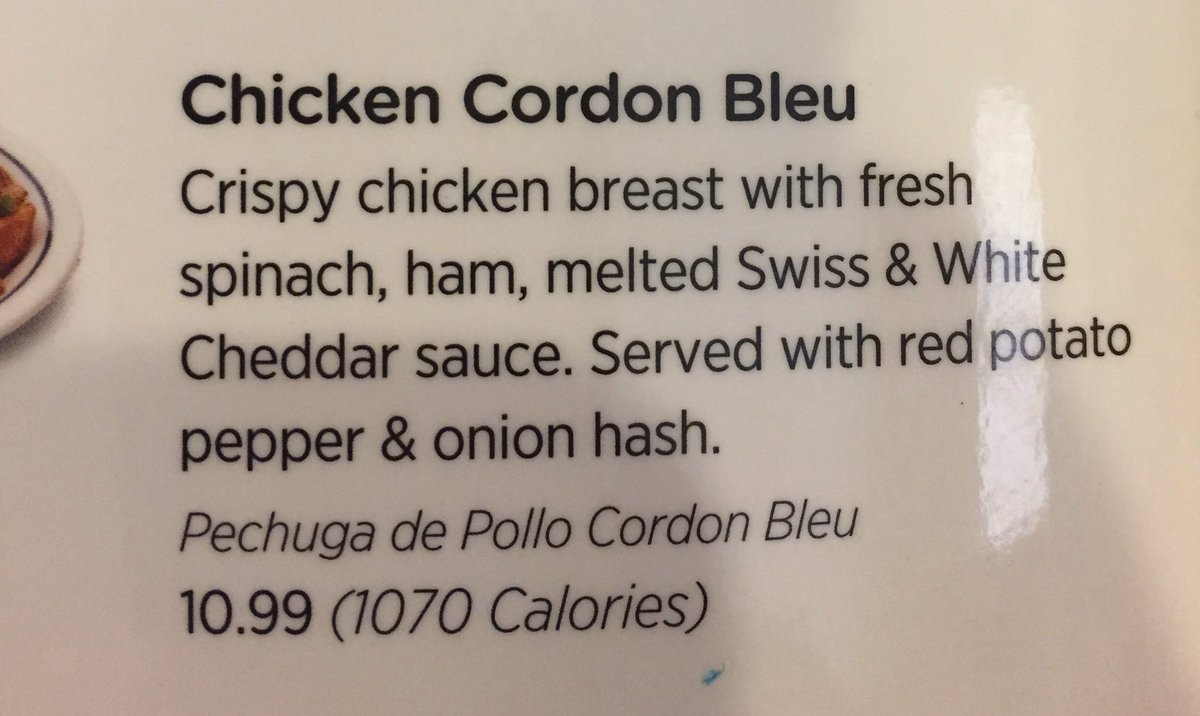 Chicken Cordon Bleu
Crispy chicken breast with fresh
spinach, ham, melted Swiss & White
Cheddar sauce. Served with red potato
pepper & onion hash.
Pechuga de Pollo Cordon Bleu
10.99 (1070 Calories)